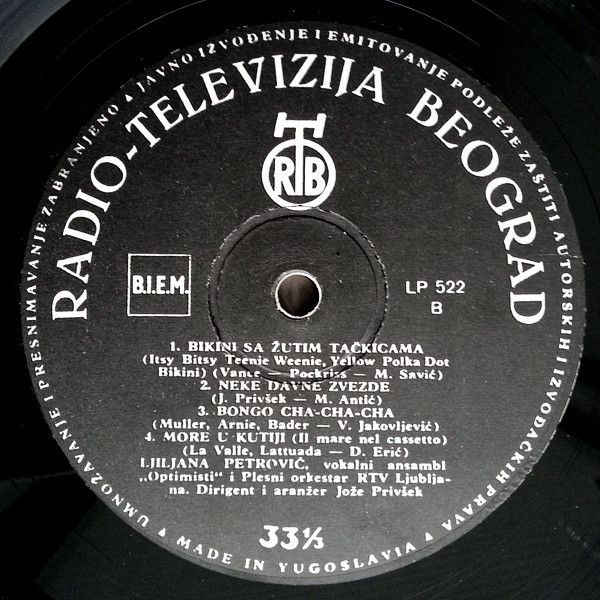 UMNOŽAVANJE I PRESNIMAVANJE ZABRANJENO ▲ JAVNO IZVOĐENJE I EMITOVANJE PODLEŽE ZAŠTITI AUTORSKIH I IZVOĐAČKIH PRAVA ▲
RADIO-TELEVIZIJA BEOGRAD
RTB
B.I.E.M.
LP 522
B
1. BIKINI SA ŽUTIM TAČKICAMA
(Itsy Bitsy Teenie Weenie, Yellow Polka Dot
Bikini) (Vance — Pockriss — M. Savić)
2. NEKE DAVNE ZVEZDE
(J. Privšek — M. Antić)
3. BONGO CHA-CHA-CHA
(Muller, Arnie, Bader — V. Jakovljević)
4. MORE U KUTIJI (Il mare nel cassetto)
(La Valle, Lattuada — D. Erić)
LJILJANA PETROVIĆ, vokalni ansambl
„Optimisti“ i Plesni orkestar RTV Ljublja-
na. Dirigent i aranžer Jože Privšek
33⅓
MADE IN YUGOSLAVIA ▲